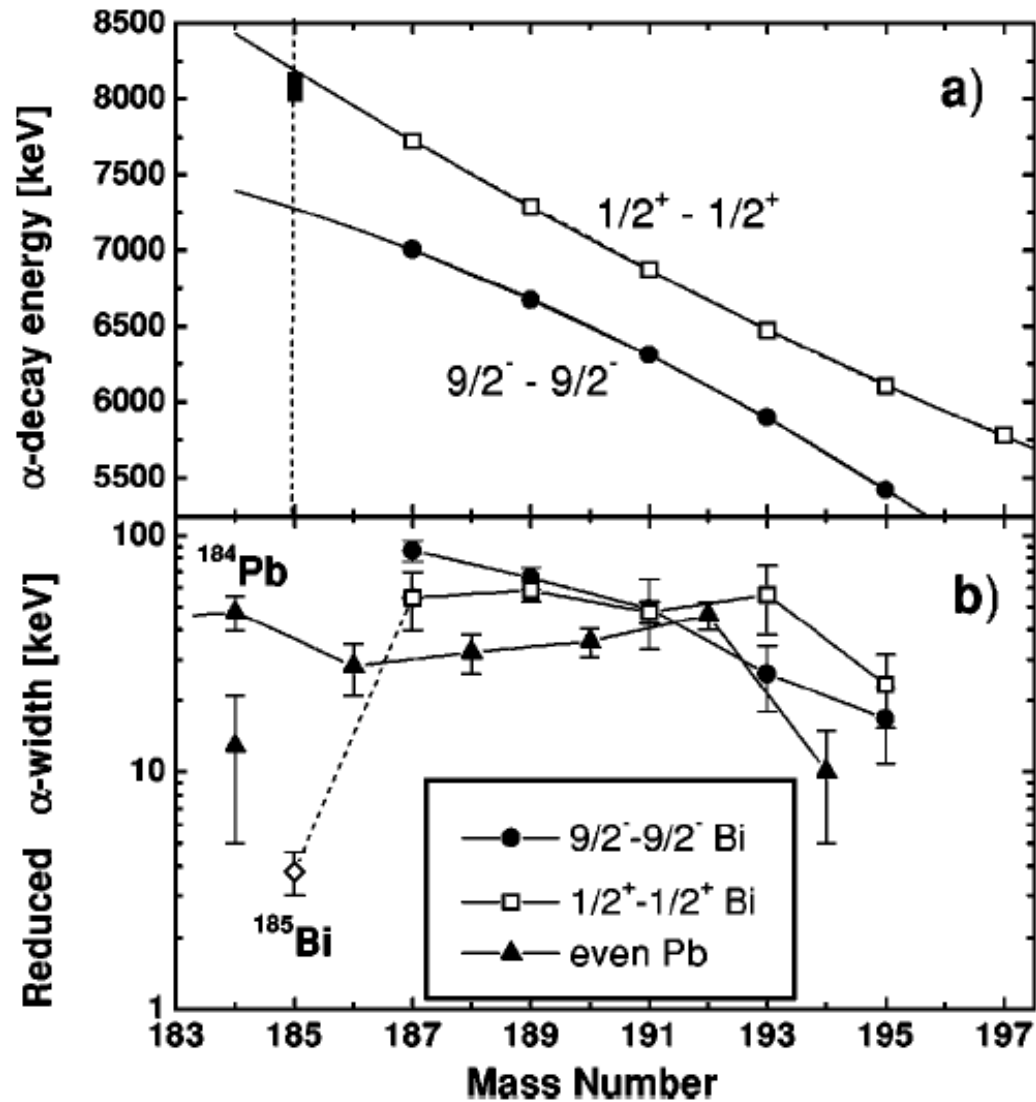 8500
8000
7500
7000
6500
6000
5500
α-decay energy [keV]
a)
1/2⁺ - 1/2⁺
9/2⁻ - 9/2⁻
100
10
1
Reduced α-width [keV]
b)
¹⁸⁴Pb
¹⁸⁵Bi
9/2⁻-9/2⁻ Bi
1/2⁺-1/2⁺ Bi
even Pb
183 185 187 189 191 193 195 197
Mass Number